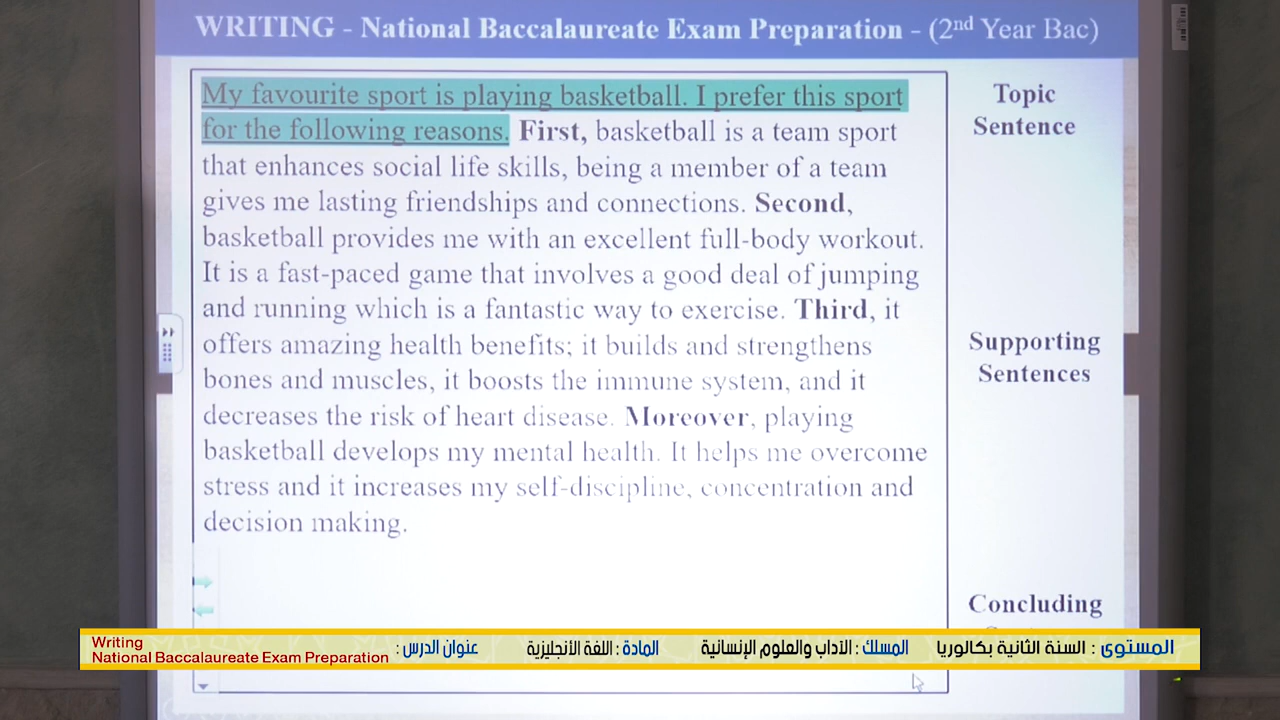 WRITING - National Baccalaureate Exam Preparation - (2nd Year Bac)
My favourite sport is playing basketball. I prefer this sport
for the following reasons. First, basketball is a team sport
that enhances social life skills, being a member of a team
gives me lasting friendships and connections. Second,
basketball provides me with an excellent full-body workout.
It is a fast-paced game that involves a good deal of jumping
and running which is a fantastic way to exercise. Third, it
offers amazing health benefits; it builds and strengthens
bones and muscles, it boosts the immune system, and it
decreases the risk of heart disease. Moreover, playing
basketball develops my mental health. It helps me overcome
stress and it increases my self-discipline, concentration and
decision making.
Topic
Sentence
Supporting
Sentences
Concluding
المستوى : السنة الثانية بكالوريا
المسلك : الآداب والعلوم الإنسانية
المادة : اللغة الأنجليزية
عنوان الدرس :
Writing
National Baccalaureate Exam Preparation